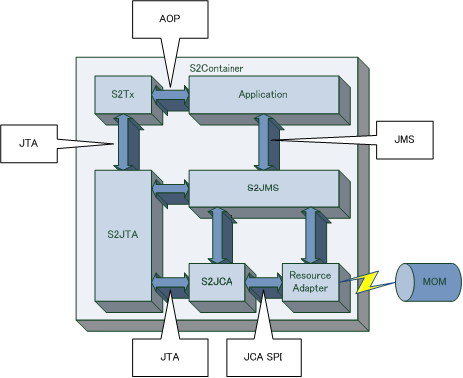 AOP
S2Container
S2Tx
Application
JTA
JMS
S2JMS
S2JTA
S2JCA
Resource
Adapter
MOM
JTA
JCA SPI